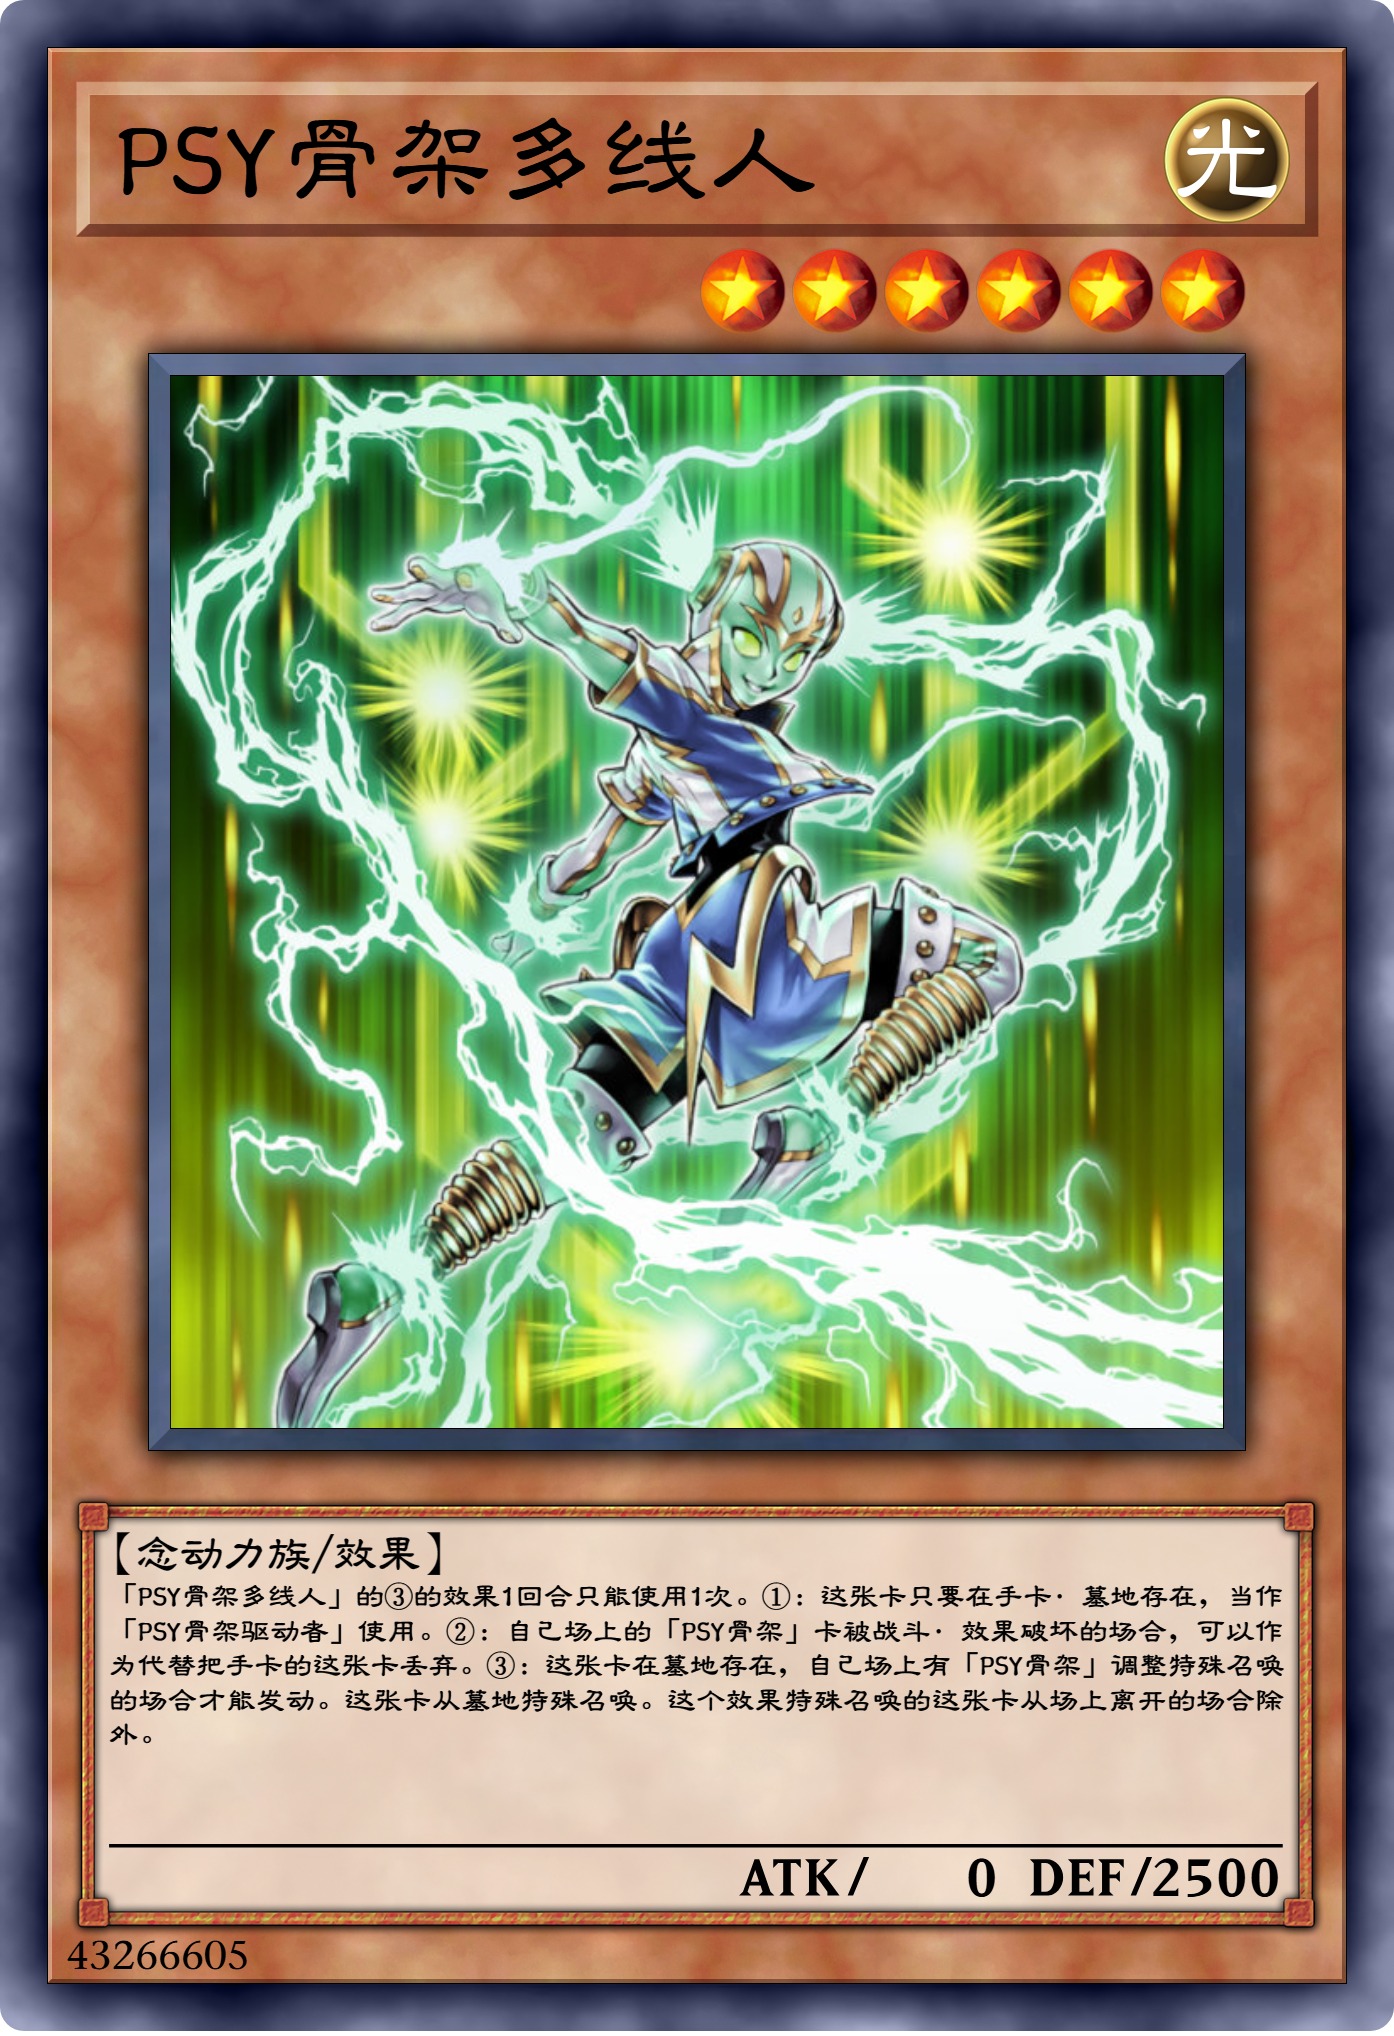 PSY骨架多线人
光
【念动力族/效果】
「PSY骨架多线人」的③的效果1回合只能使用1次。①：这张卡只要在手卡·墓地存在，当作
「PSY骨架驱动者」使用。②：自己场上的「PSY骨架」卡被战斗·效果破坏的场合，可以作
为代替把手卡的这张卡丢弃。③：这张卡在墓地存在，自己场上有「PSY骨架」调整特殊召唤
的场合才能发动。这张卡从墓地特殊召唤。这个效果特殊召唤的这张卡从场上离开的场合除
外。
ATK/ 0 DEF/2500
43266605